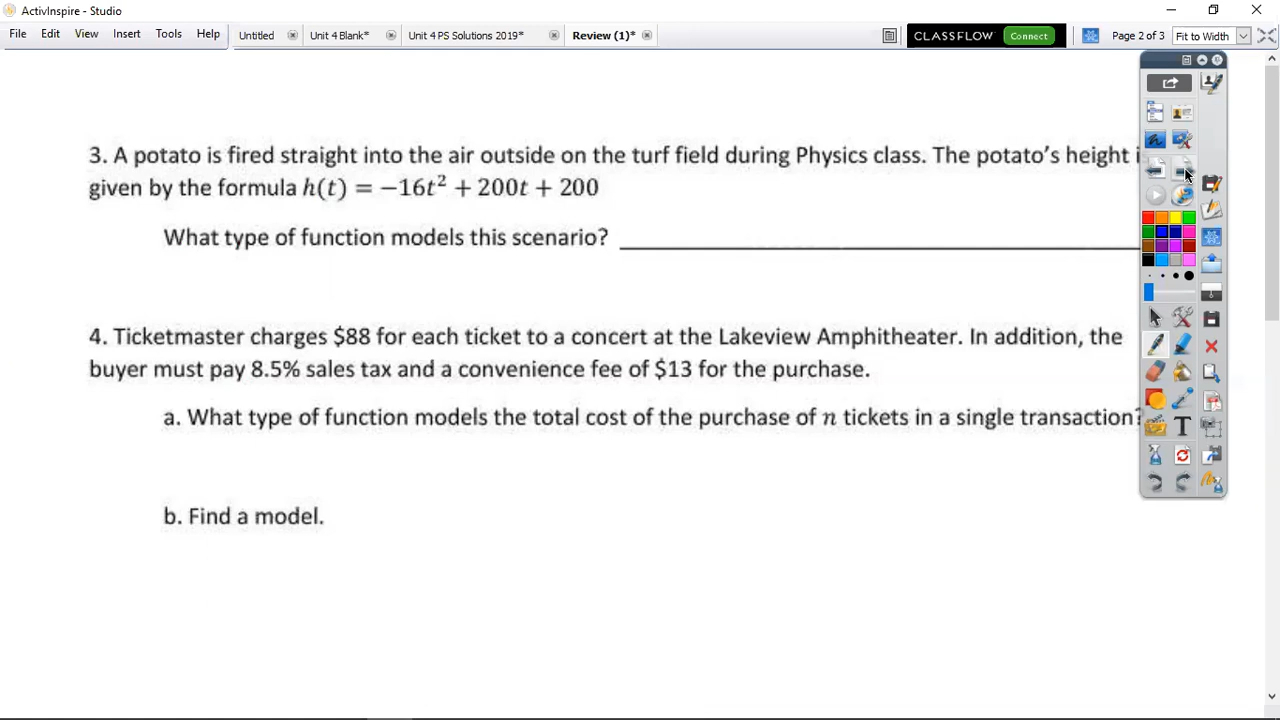 ActivInspire - Studio
File Edit View Insert Tools Help Untitled Unit 4 Blank* Unit 4 PS Solutions 2019* Review (1)* CLASSFLOW Connect Page 2 of 3 Fit to Width
3. A potato is fired straight into the air outside on the turf field during Physics class. The potato's height
given by the formula h(t) = −16t² + 200t + 200
What type of function models this scenario?
4. Ticketmaster charges $88 for each ticket to a concert at the Lakeview Amphitheater. In addition, the
buyer must pay 8.5% sales tax and a convenience fee of $13 for the purchase.
a. What type of function models the total cost of the purchase of n tickets in a single transaction?
b. Find a model.